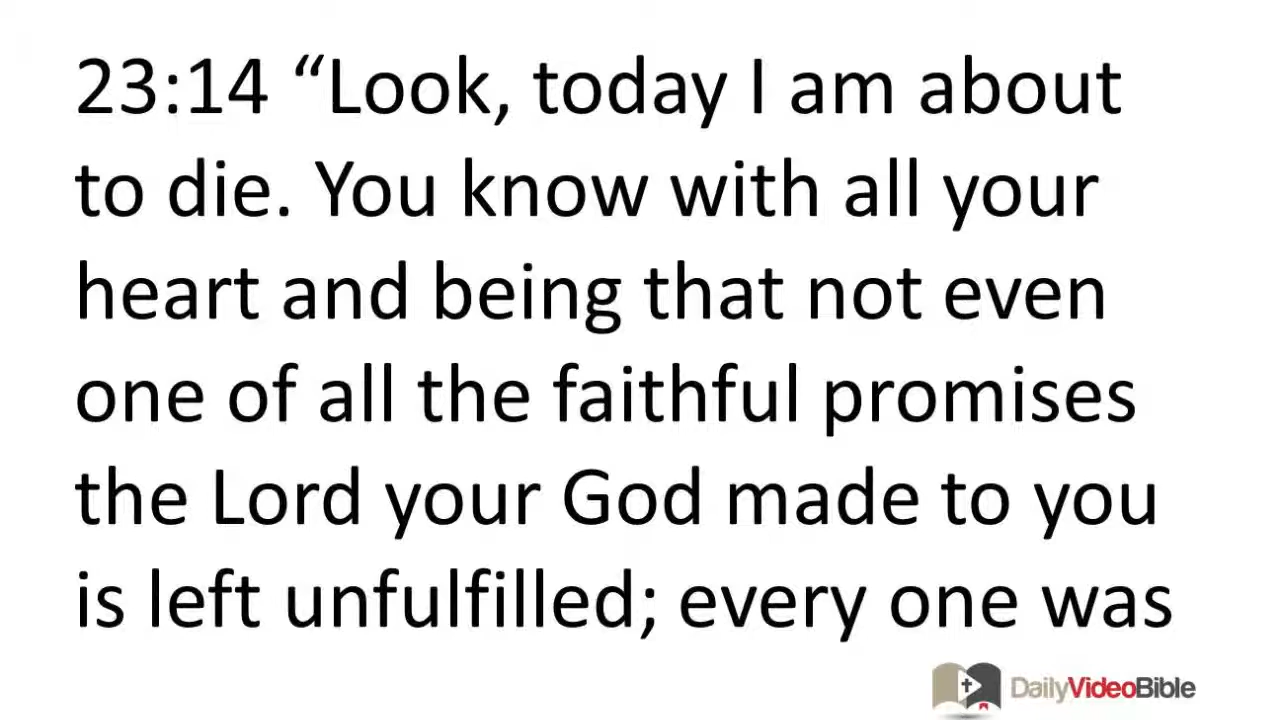 23:14 “Look, today I am about
to die. You know with all your
heart and being that not even
one of all the faithful promises
the Lord your God made to you
is left unfulfilled; every one was
DailyVideoBible